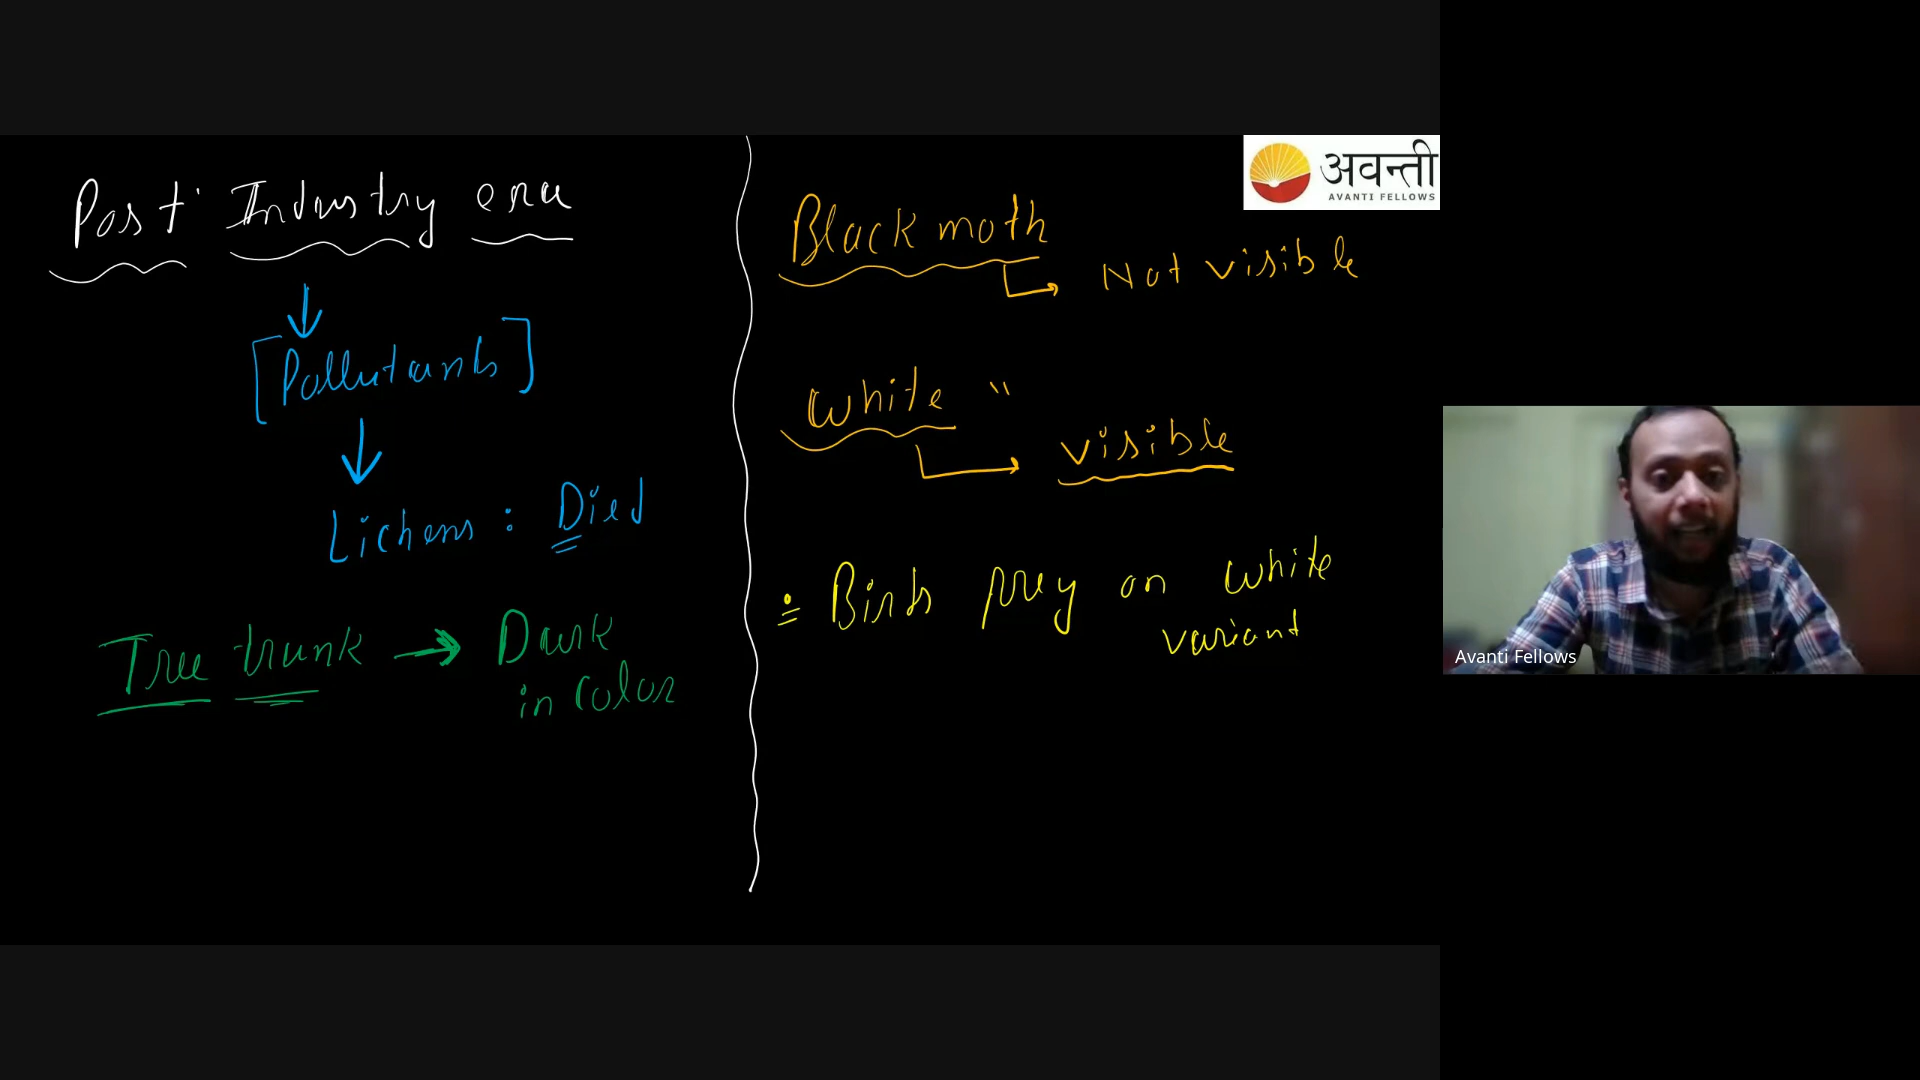 Post Industry era
[Pollutants]
Lichens : Died
Tree trunk → Dark
in color
Black moth
Not visible
White "
visible
Birds prey on white
variant
अवन्ती
AVANTI FELLOWS
Avanti Fellows